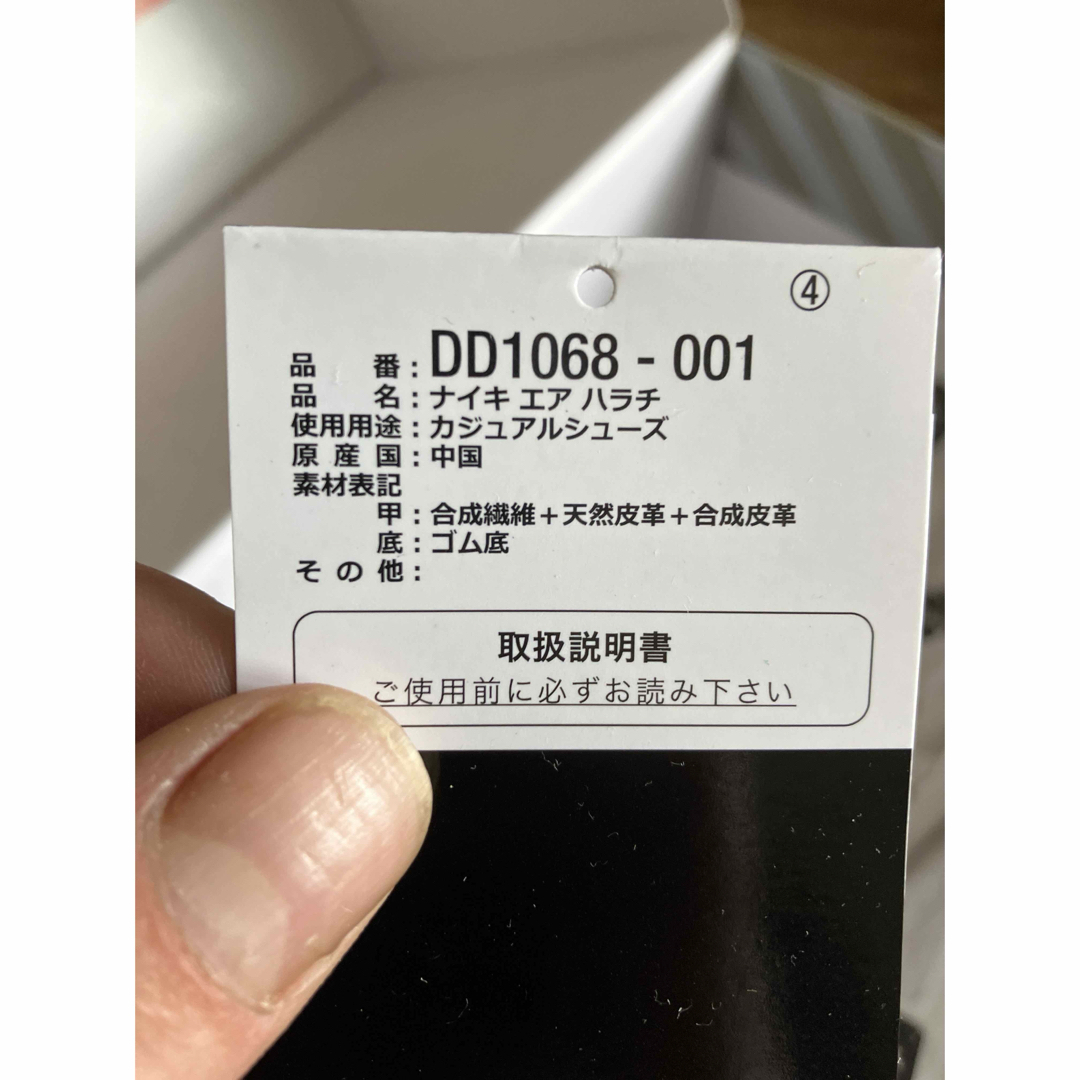 ④
品番：DD1068 - 001
品名：ナイキ エア ハラチ
使用用途：カジュアルシューズ
原産国：中国
素材表記
甲：合成繊維＋天然皮革＋合成皮革
底：ゴム底
その他：
取扱説明書
ご使用前に必ずお読み下さい